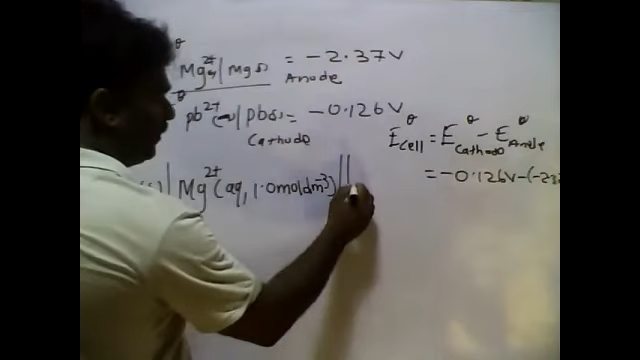 θ
Mg²⁺(aq)|Mg(s) = -2.37V
Anode
θ
pb²⁺(aq)|Pb(s) = -0.126V
Cathode
E°Cell = E°Cathode - E°Anode
= -0.126V-(-2.3
(s)|Mg²⁺(aq, 1.0moldm⁻³)||